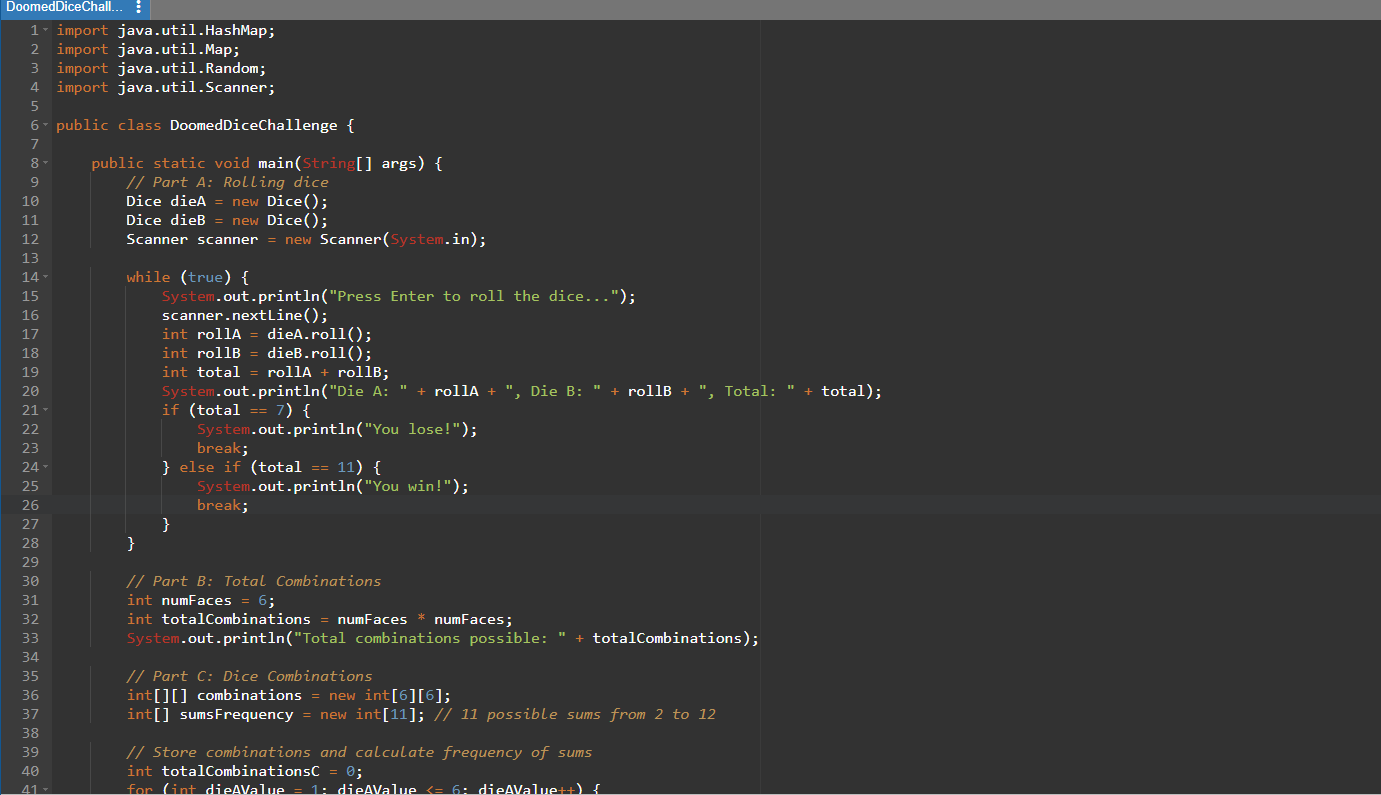 DoomedDiceChall...
1 import java.util.HashMap;
2 import java.util.Map;
3 import java.util.Random;
4 import java.util.Scanner;
5
6 public class DoomedDiceChallenge {
7
8     public static void main(String[] args) {
9         // Part A: Rolling dice
10         Dice dieA = new Dice();
11         Dice dieB = new Dice();
12         Scanner scanner = new Scanner(System.in);
13
14         while (true) {
15             System.out.println("Press Enter to roll the dice...");
16             scanner.nextLine();
17             int rollA = dieA.roll();
18             int rollB = dieB.roll();
19             int total = rollA + rollB;
20             System.out.println("Die A: " + rollA + ", Die B: " + rollB + ", Total: " + total);
21             if (total == 7) {
22                 System.out.println("You lose!");
23                 break;
24             } else if (total == 11) {
25                 System.out.println("You win!");
26                 break;
27             }
28         }
29
30         // Part B: Total Combinations
31         int numFaces = 6;
32         int totalCombinations = numFaces * numFaces;
33         System.out.println("Total combinations possible: " + totalCombinations);
34
35         // Part C: Dice Combinations
36         int[][] combinations = new int[6][6];
37         int[] sumsFrequency = new int[11]; // 11 possible sums from 2 to 12
38
39         // Store combinations and calculate frequency of sums
40         int totalCombinationsC = 0;
41         for (int dieAValue = 1; dieAValue <= 6; dieAValue++) {